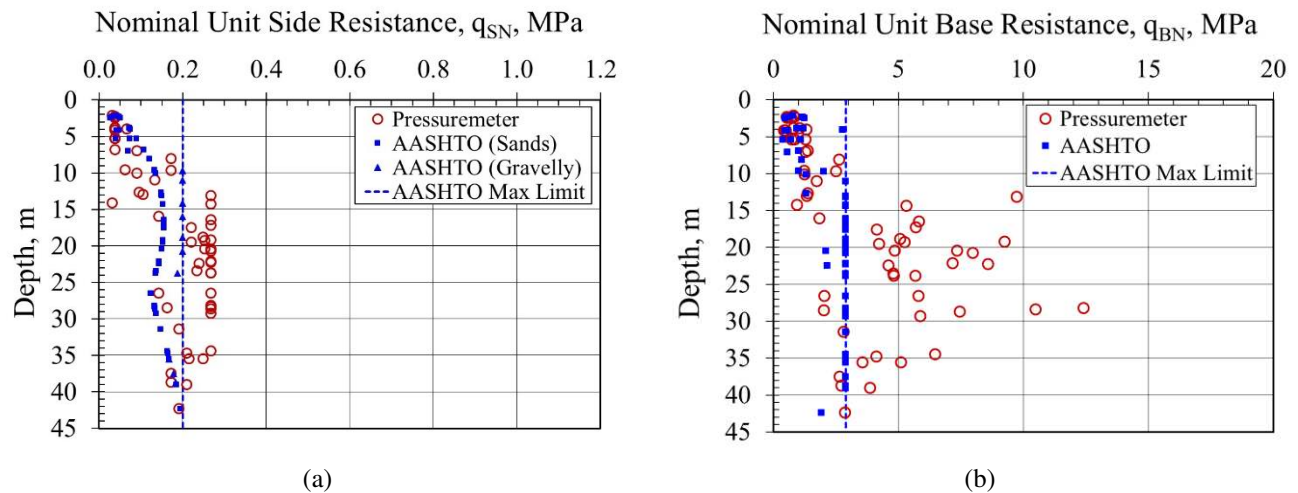 Nominal Unit Side Resistance, qSN, MPa
0.0 0.2 0.4 0.6 0.8 1.0 1.2
0
5
10
15
20
25
30
35
40
45
Depth, m
Pressuremeter
AASHTO (Sands)
AASHTO (Gravelly)
AASHTO Max Limit
(a)
Nominal Unit Base Resistance, qBN, MPa
0 5 10 15 20
0
5
10
15
20
25
30
35
40
45
Depth, m
Pressuremeter
AASHTO
AASHTO Max Limit
(b)